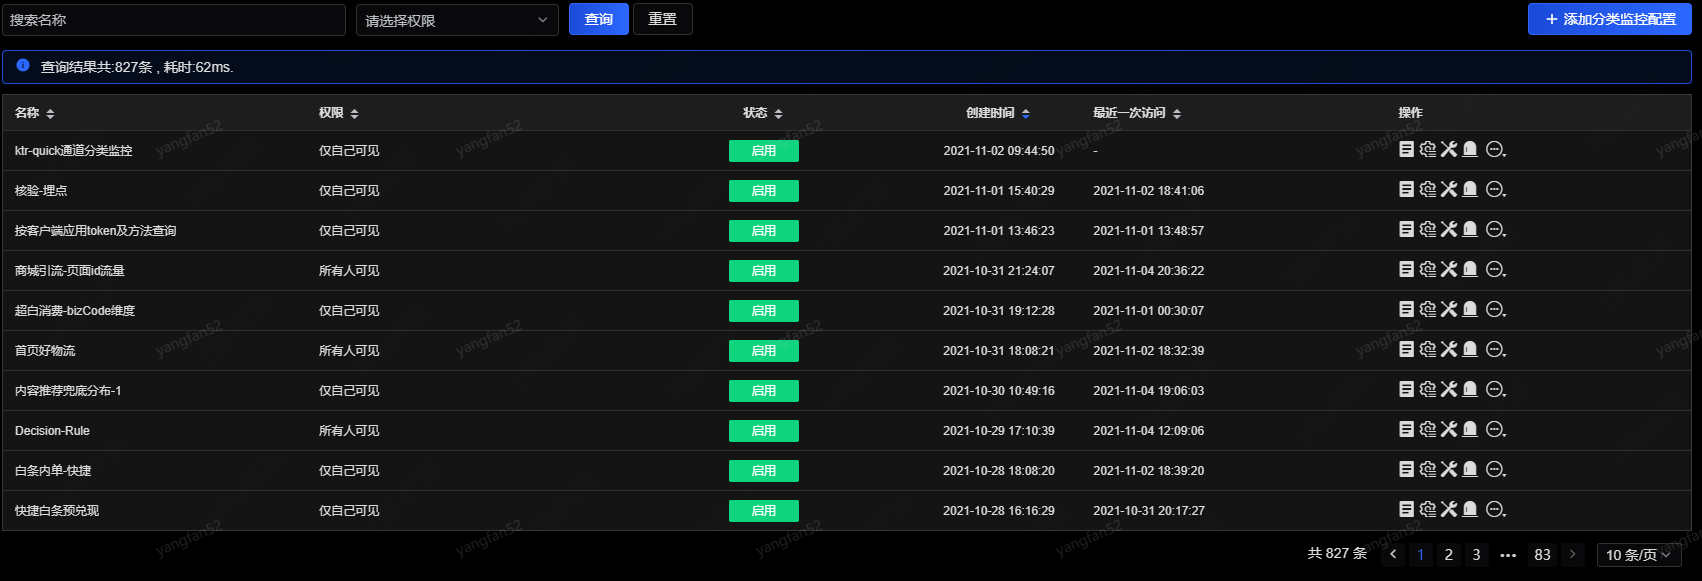 搜索名称 请选择权限 查询 重置 + 添加分类监控配置
查询结果共:827条 , 耗时:62ms.
名称 权限 状态 创建时间 最近一次访问 操作
ktr-quick通道分类监控 仅自己可见 启用 2021-11-02 09:44:50 -
核验-埋点 仅自己可见 启用 2021-11-01 15:40:29 2021-11-02 18:41:06
按客户端应用token及方法查询 仅自己可见 启用 2021-11-01 13:46:23 2021-11-01 13:48:57
商城引流-页面id流量 所有人可见 启用 2021-10-31 21:24:07 2021-11-04 20:36:22
超白消费-bizCode维度 仅自己可见 启用 2021-10-31 19:12:28 2021-11-01 00:30:07
首页好物流 所有人可见 启用 2021-10-31 18:08:21 2021-11-02 18:32:39
内容推荐兜底分布-1 仅自己可见 启用 2021-10-30 10:49:16 2021-11-04 19:06:03
Decision-Rule 所有人可见 启用 2021-10-29 17:10:39 2021-11-04 12:09:06
白条内单-快捷 仅自己可见 启用 2021-10-28 18:08:20 2021-11-02 18:39:20
快捷白条预兑现 仅自己可见 启用 2021-10-28 16:16:29 2021-10-31 20:17:27
共 827 条 < 1 2 3 ••• 83 > 10 条/页
yangfan52 yangfan52 yangfan52 yangfan52 yangfan52 yangfan52
yangfan52 yangfan52 yangfan52 yangfan52 yangfan52 yangfan52
yangfan52 yangfan52 yangfan52 yangfan52 yangfan52 yangfan52